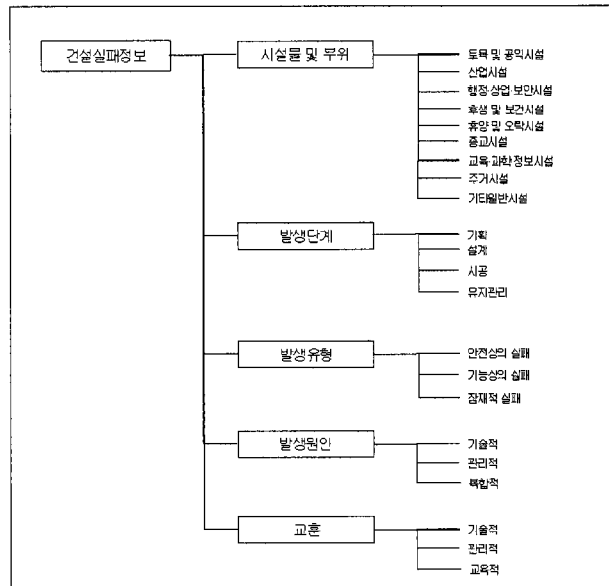 건설실패정보
시설물 및 부위
토목 및 공익시설
산업시설
행정·상업·보안시설
후생 및 보건시설
휴양 및 오락시설
종교시설
교육·과학정보시설
주거시설
기타일반시설
발생단계
기획
설계
시공
유지관리
발생유형
안전상의 실패
기능상의 실패
잠재적 실패
발생원인
기술적
관리적
복합적
교훈
기술적
관리적
교육적